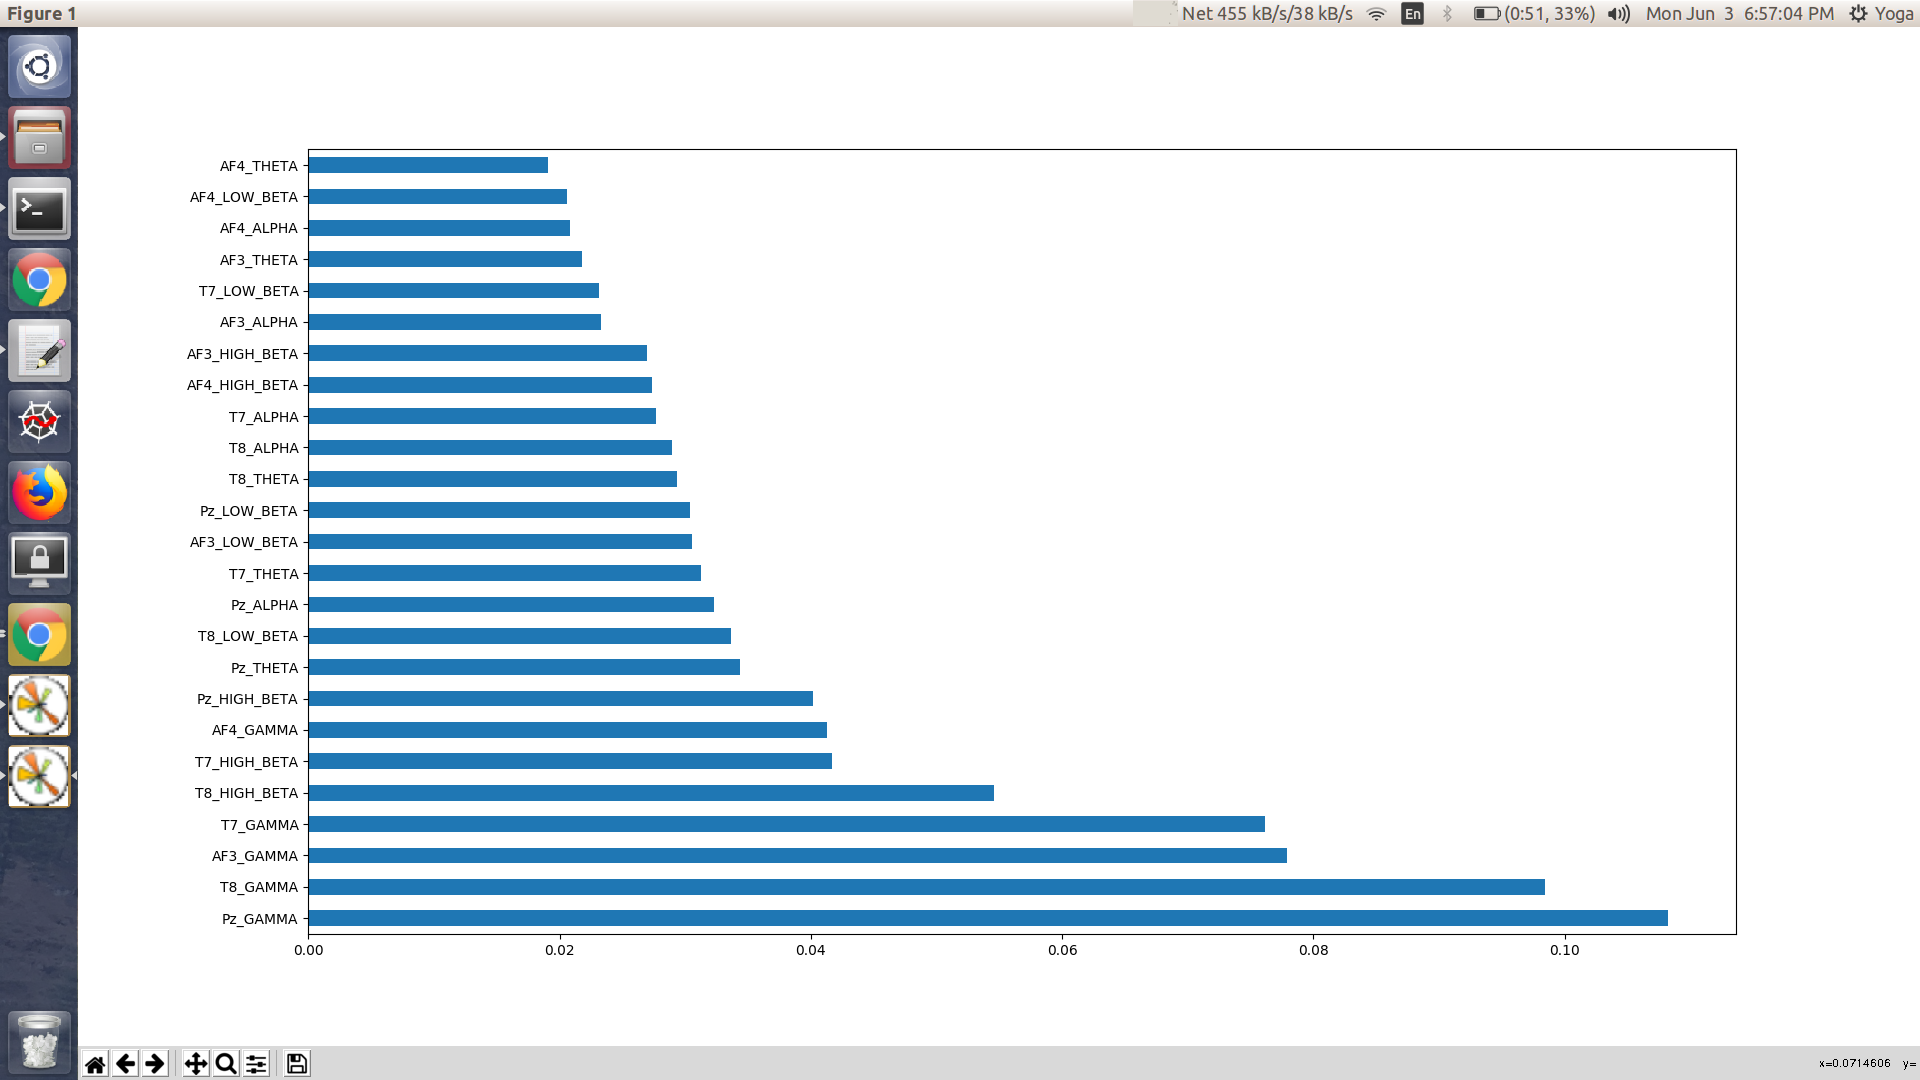 Figure 1
Net 455 kB/s/38 kB/s En (0:51, 33%) Mon Jun 3 6:57:04 PM Yoga
AF4_THETA
AF4_LOW_BETA
AF4_ALPHA
AF3_THETA
T7_LOW_BETA
AF3_ALPHA
AF3_HIGH_BETA
AF4_HIGH_BETA
T7_ALPHA
T8_ALPHA
T8_THETA
Pz_LOW_BETA
AF3_LOW_BETA
T7_THETA
Pz_ALPHA
T8_LOW_BETA
Pz_THETA
Pz_HIGH_BETA
AF4_GAMMA
T7_HIGH_BETA
T8_HIGH_BETA
T7_GAMMA
AF3_GAMMA
T8_GAMMA
Pz_GAMMA
0.00 0.02 0.04 0.06 0.08 0.10
x=0.0714606 y=